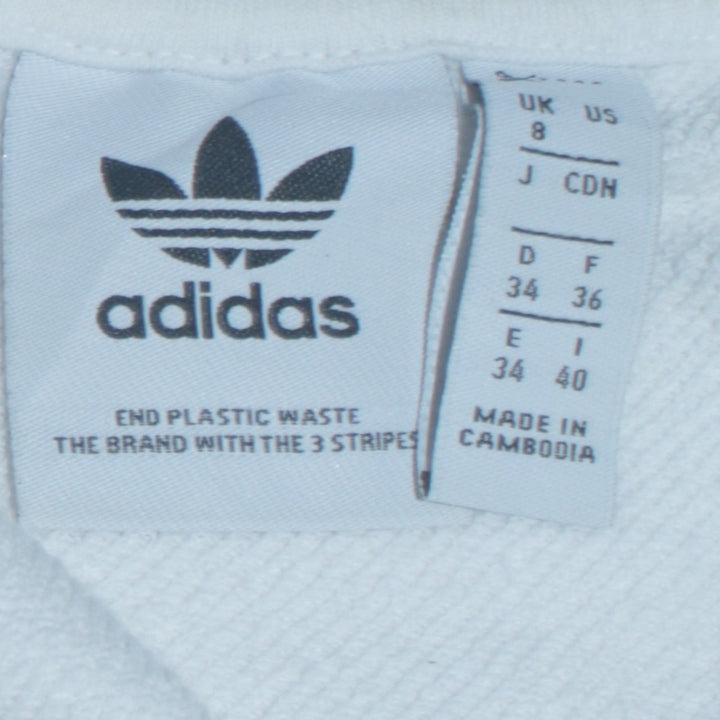 adidas
END PLASTIC WASTE
THE BRAND WITH THE 3 STRIPES
UK US
8
J CDN
D F
34 36
E I
34 40
MADE IN
CAMBODIA